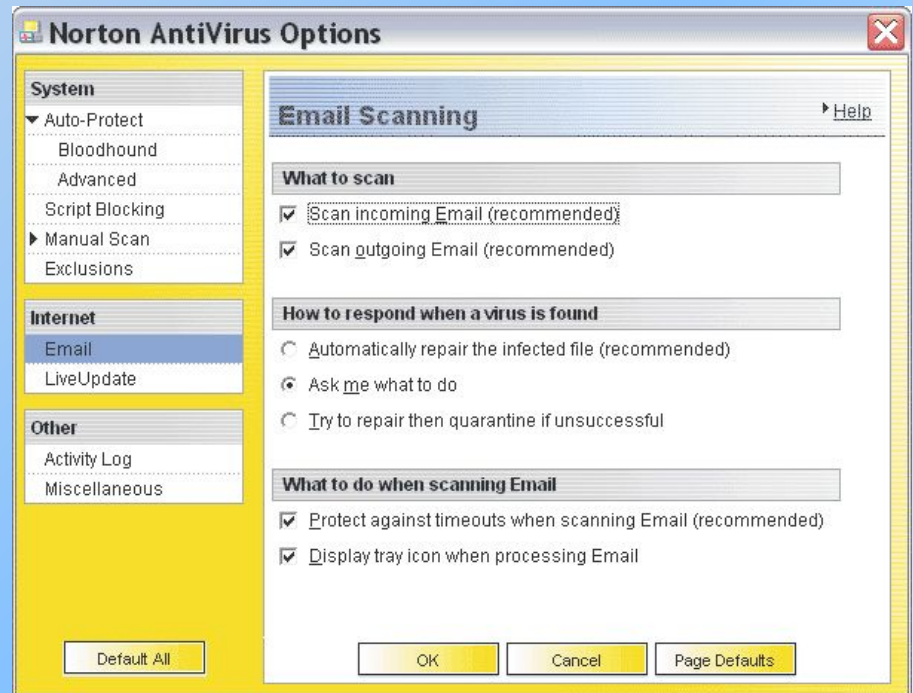 Norton AntiVirus Options
System
Auto-Protect
Bloodhound
Advanced
Script Blocking
Manual Scan
Exclusions
Internet
Email
LiveUpdate
Other
Activity Log
Miscellaneous
Default All
Email Scanning
Help
What to scan
Scan incoming Email (recommended)
Scan outgoing Email (recommended)
How to respond when a virus is found
Automatically repair the infected file (recommended)
Ask me what to do
Try to repair then quarantine if unsuccessful
What to do when scanning Email
Protect against timeouts when scanning Email (recommended)
Display tray icon when processing Email
OK
Cancel
Page Defaults